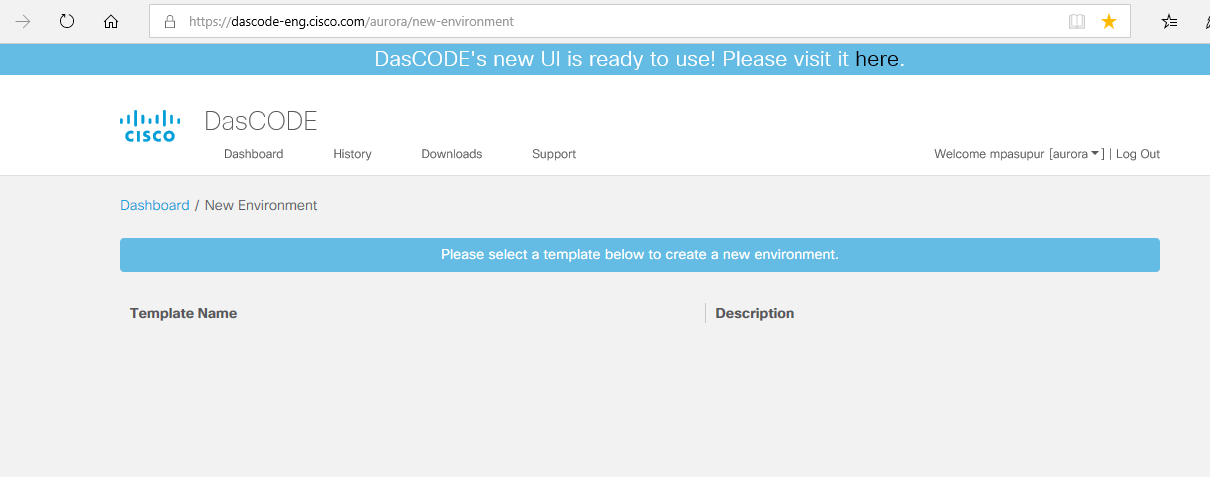 https://dascode-eng.cisco.com/aurora/new-environment
DasCODE's new UI is ready to use! Please visit it here.
CISCO DasCODE
Dashboard History Downloads Support Welcome mpasupur [aurora] | Log Out
Dashboard / New Environment
Please select a template below to create a new environment.
Template Name Description